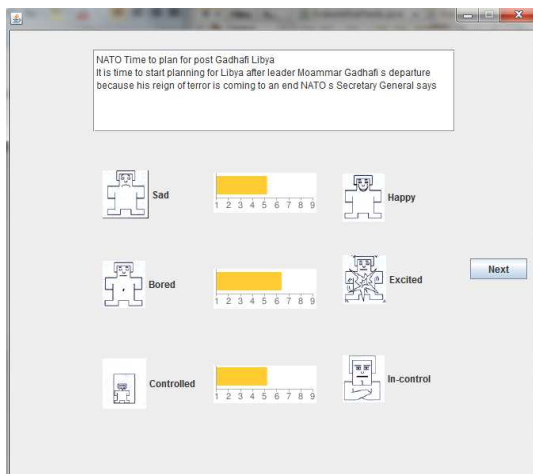 NATO Time to plan for post Gadhafi Libya
It is time to start planning for Libya after leader Moammar Gadhafi s departure
because his reign of terror is coming to an end NATO s Secretary General says
Sad
1 2 3 4 5 6 7 8 9
Happy
Bored
1 2 3 4 5 6 7 8 9
Excited
Next
Controlled
1 2 3 4 5 6 7 8 9
In-control